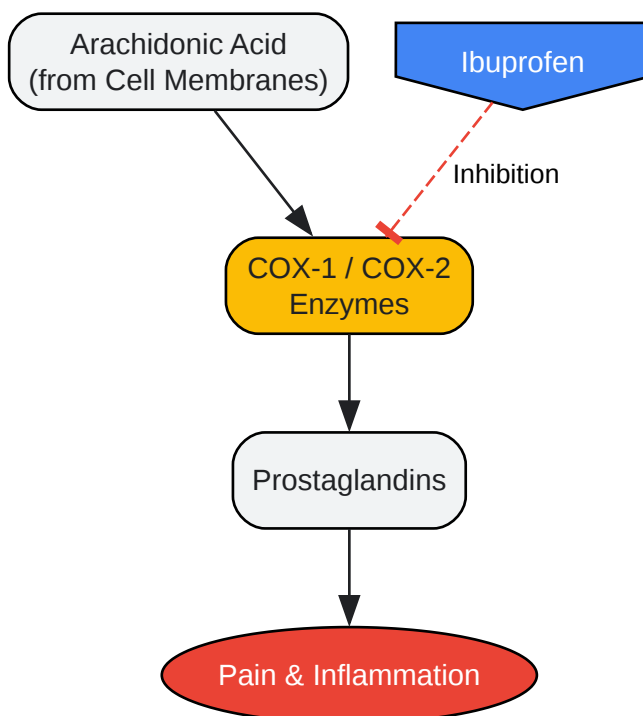 Arachidonic Acid
(from Cell Membranes)
Ibuprofen
Inhibition
COX-1 / COX-2
Enzymes
Prostaglandins
Pain & Inflammation